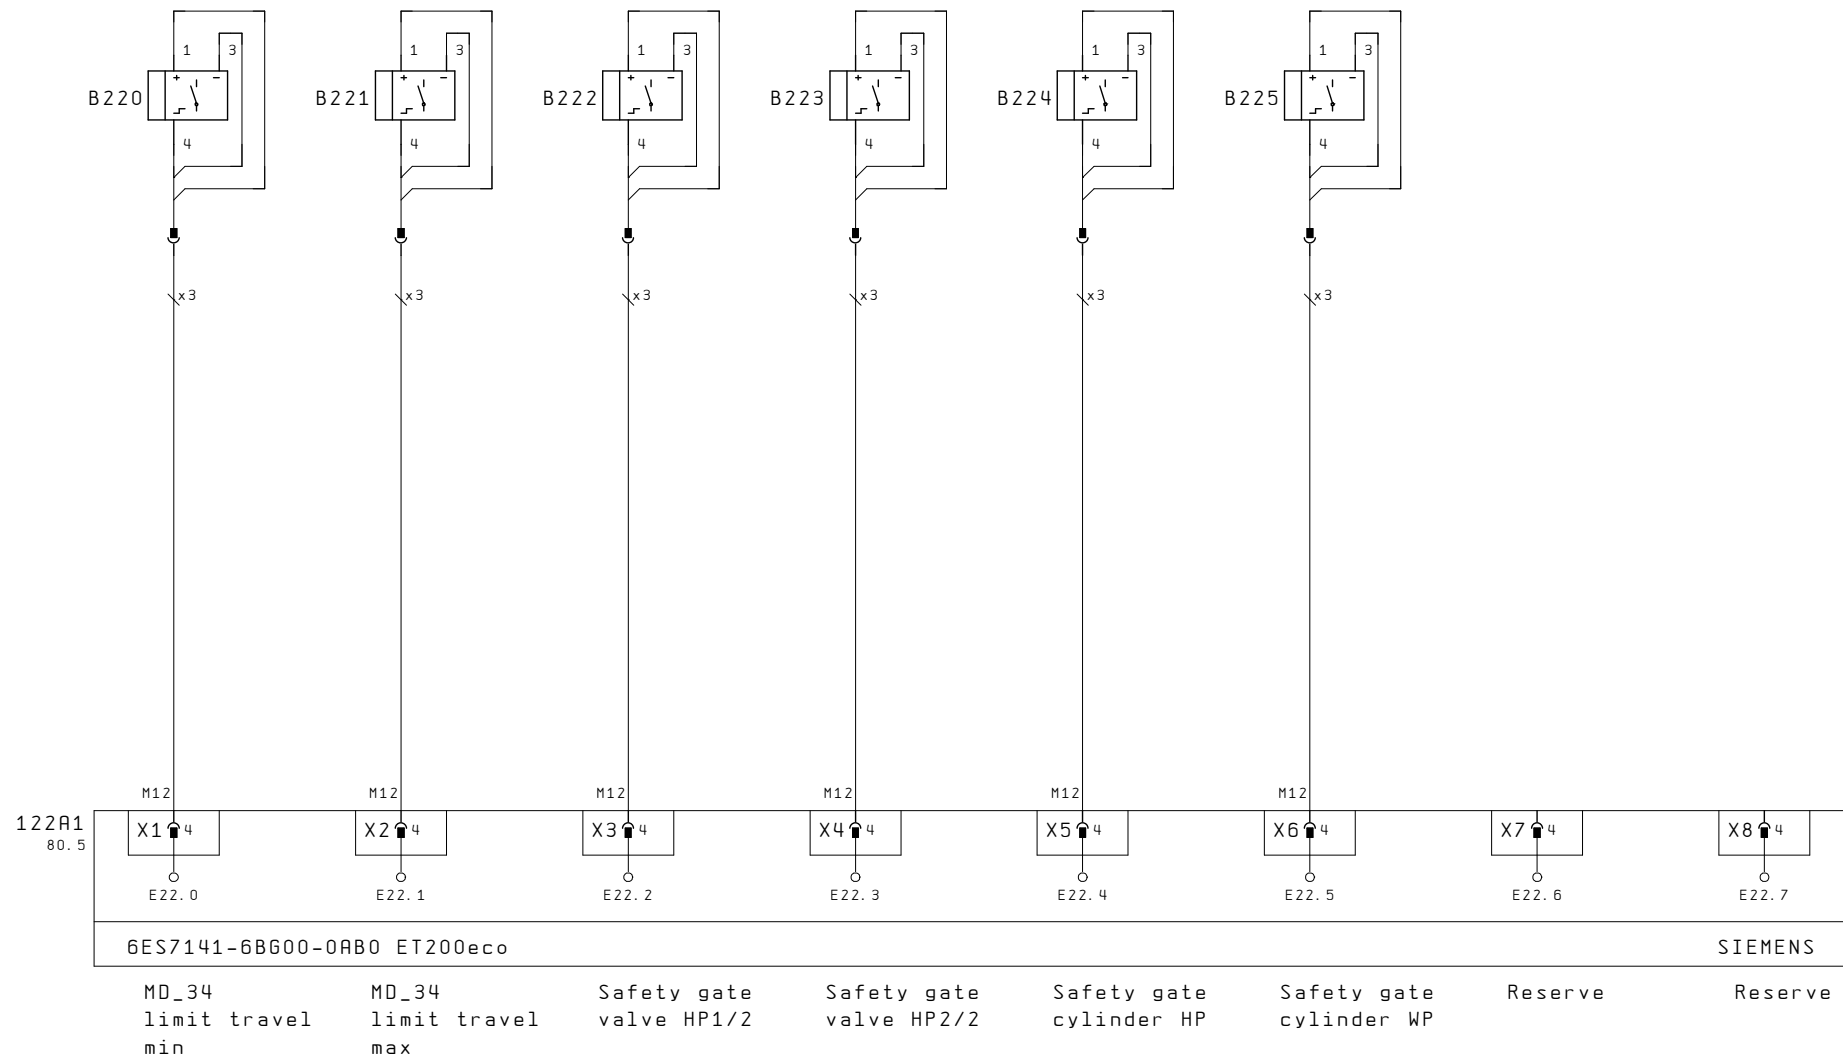 1 3 1 3 1 3 1 3 1 3 1 3
+ - + - + - + - + - + -
B220 B221 B222 B223 B224 B225
4 4 4 4 4 4
x3 x3 x3 x3 x3 x3
M12 M12 M12 M12 M12 M12
122A1 X1 4 X2 4 X3 4 X4 4 X5 4 X6 4 X7 4 X8 4
80.5
E22.0 E22.1 E22.2 E22.3 E22.4 E22.5 E22.6 E22.7
6ES7141-6BG00-0AB0 ET200eco SIEMENS
MD_34 MD_34 Safety gate Safety gate Safety gate Safety gate Reserve Reserve
limit travel limit travel valve HP1/2 valve HP2/2 cylinder HP cylinder WP
min max